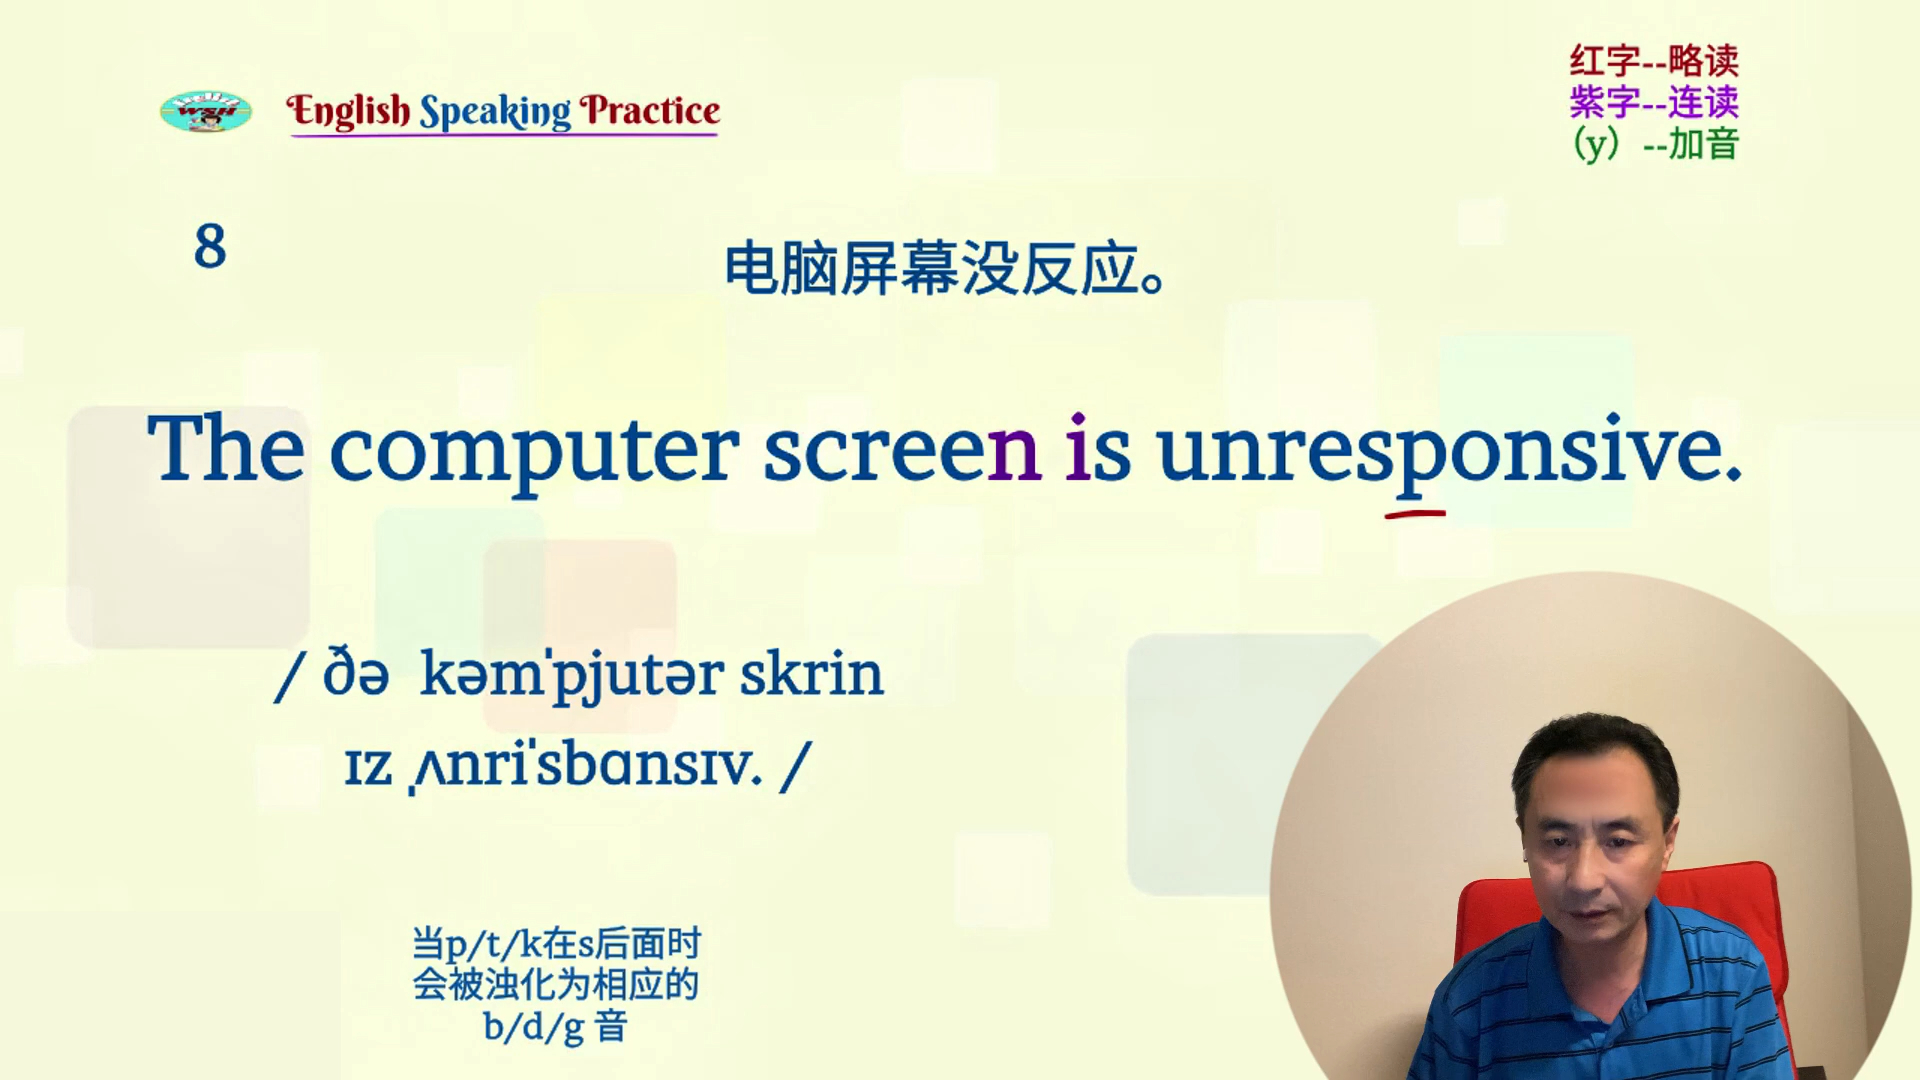 English Speaking Practice
红字--略读
紫字--连读
（y）--加音
8
电脑屏幕没反应。
The computer screen is unresponsive.
/ ðə kəmˈpjutər skrin
ɪz ˌʌnriˈsbɑnsɪv. /
当p/t/k在s后面时
会被浊化为相应的
b/d/g 音